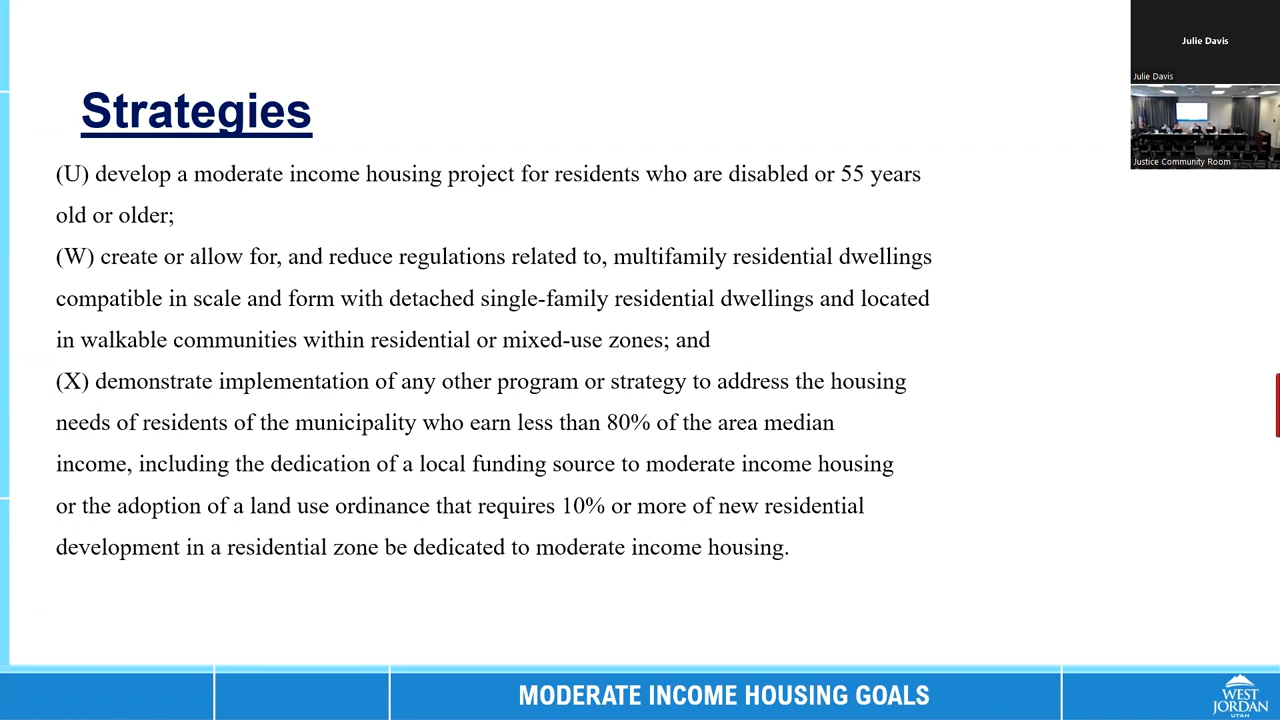 Strategies
(U) develop a moderate income housing project for residents who are disabled or 55 years
old or older;
(W) create or allow for, and reduce regulations related to, multifamily residential dwellings
compatible in scale and form with detached single-family residential dwellings and located
in walkable communities within residential or mixed-use zones; and
(X) demonstrate implementation of any other program or strategy to address the housing
needs of residents of the municipality who earn less than 80% of the area median
income, including the dedication of a local funding source to moderate income housing
or the adoption of a land use ordinance that requires 10% or more of new residential
development in a residential zone be dedicated to moderate income housing.
Julie Davis
Julie Davis
Justice Community Room
MODERATE INCOME HOUSING GOALS
WEST
JORDAN
UTAH